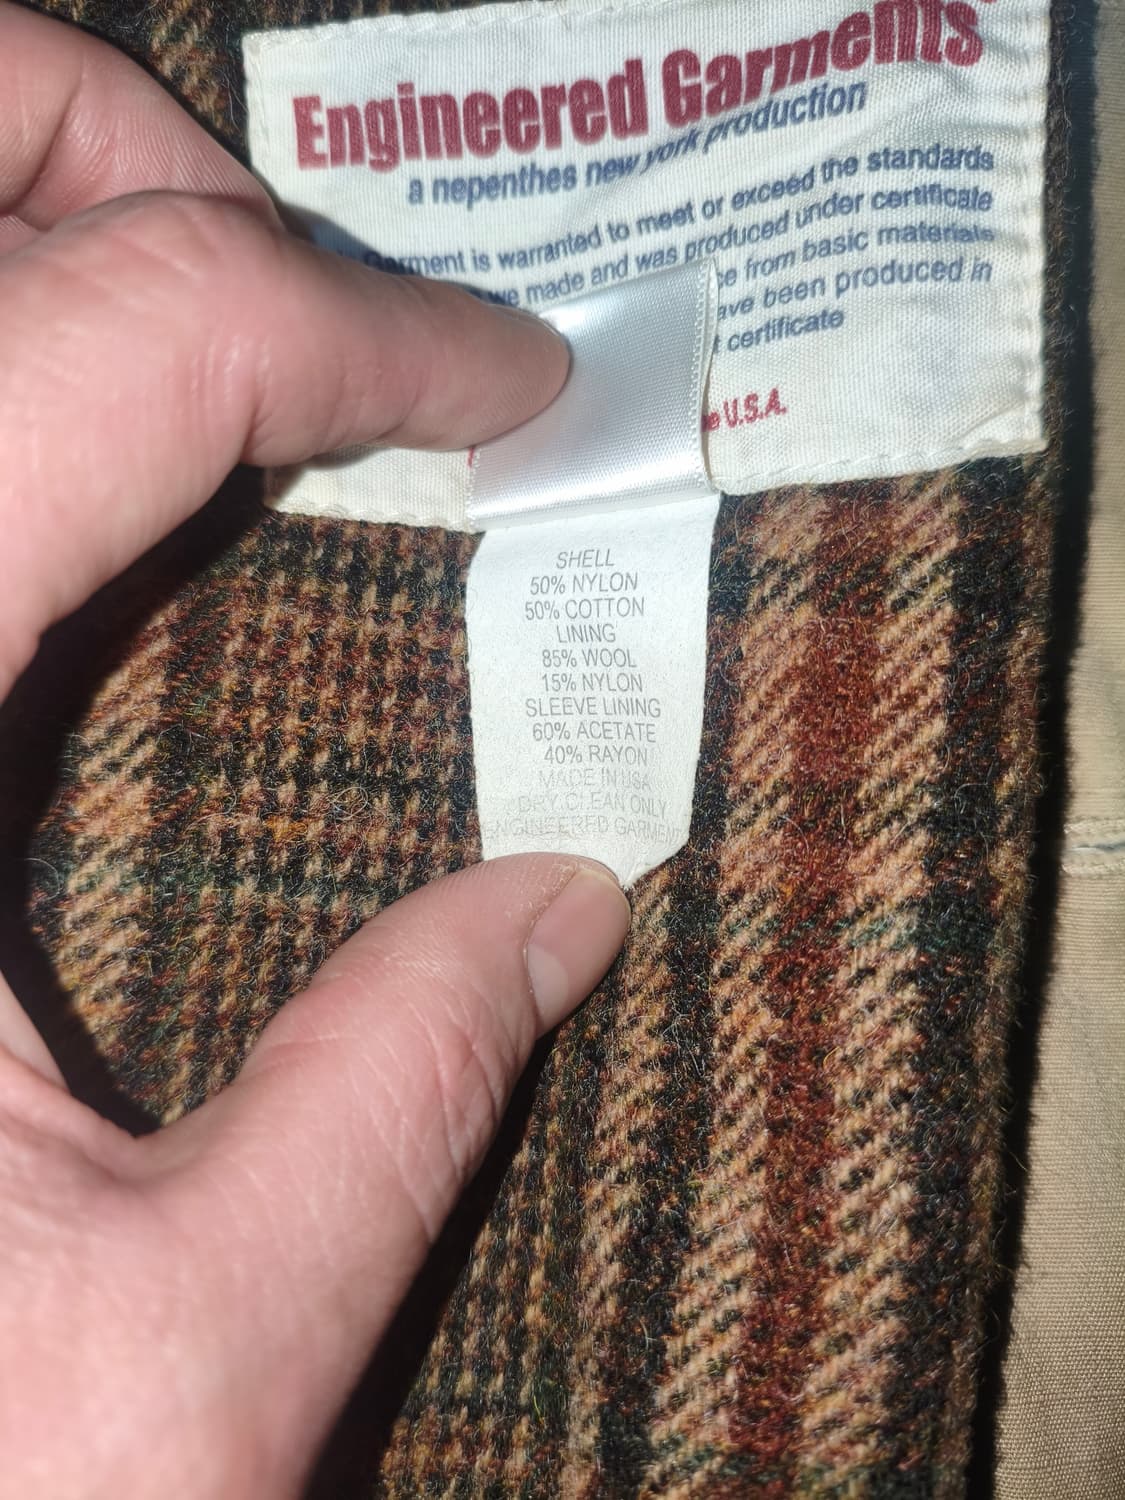 Engineered Garments
a nepenthes new york production
Garment is warranted to meet or exceed the standards
we made and was produced under certificate
from basic materials
have been produced in
certificate
U.S.A.
SHELL
50% NYLON
50% COTTON
LINING
85% WOOL
15% NYLON
SLEEVE LINING
60% ACETATE
40% RAYON
MADE IN USA
DRY CLEAN ONLY
ENGINEERED GARMENT